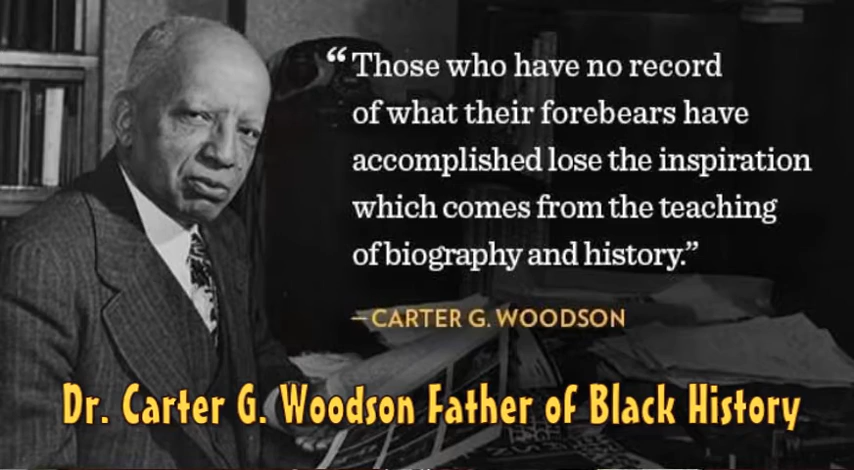 “Those who have no record
of what their forebears have
accomplished lose the inspiration
which comes from the teaching
of biography and history.”
–CARTER G. WOODSON
Dr. Carter G. Woodson Father of Black History